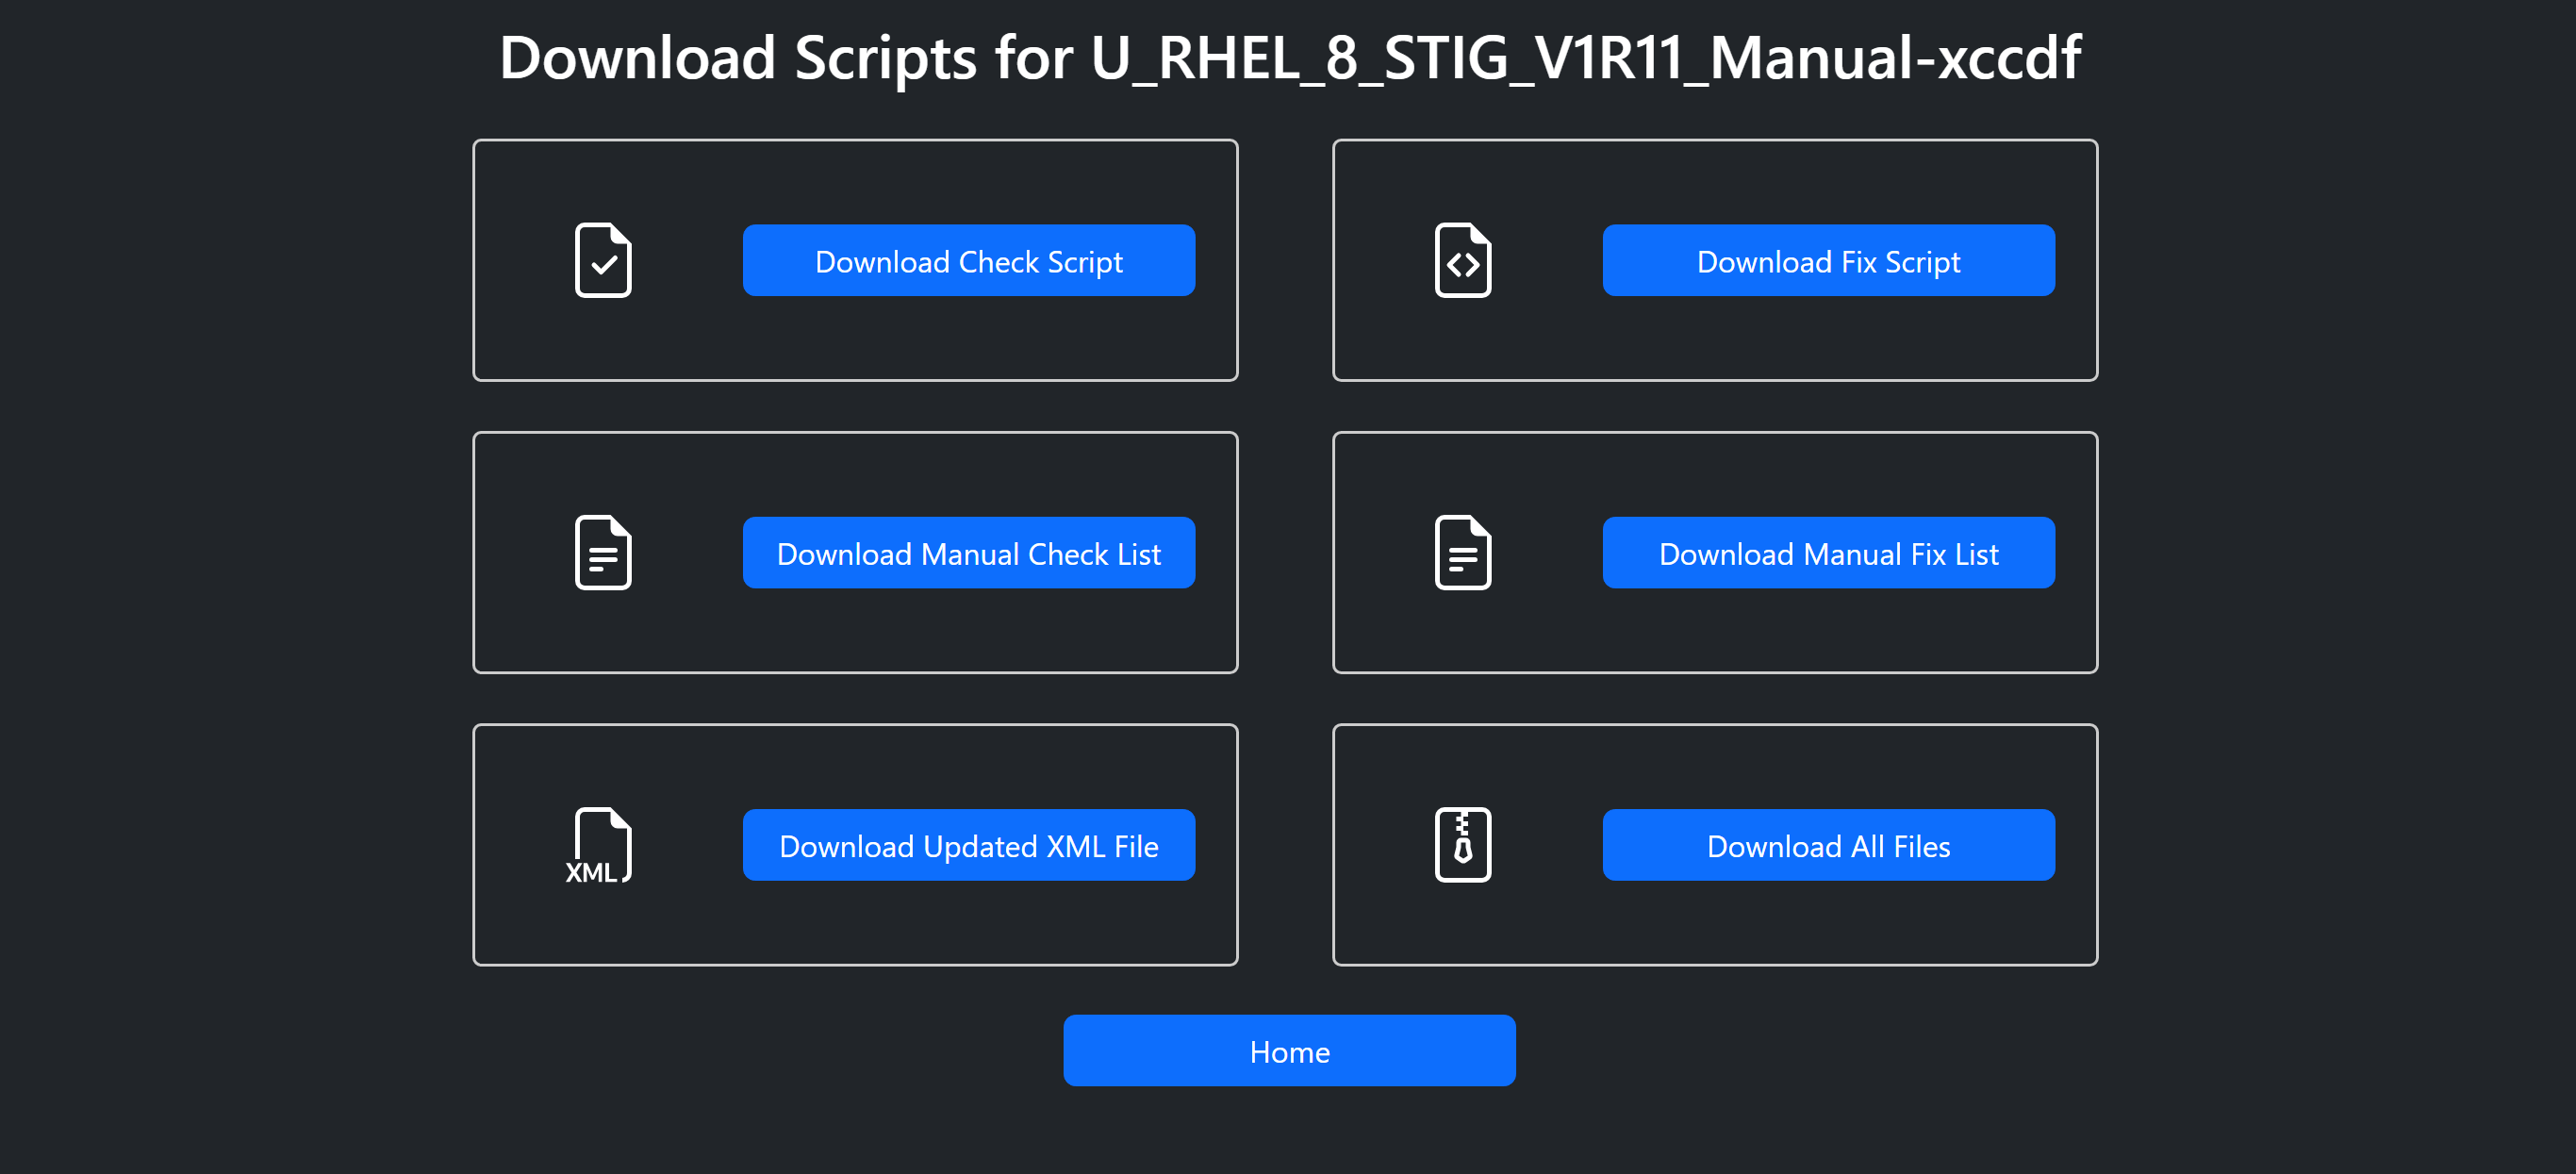 Download Scripts for U_RHEL_8_STIG_V1R11_Manual-xccdf
Download Check Script
Download Fix Script
Download Manual Check List
Download Manual Fix List
XML
Download Updated XML File
Download All Files
Home